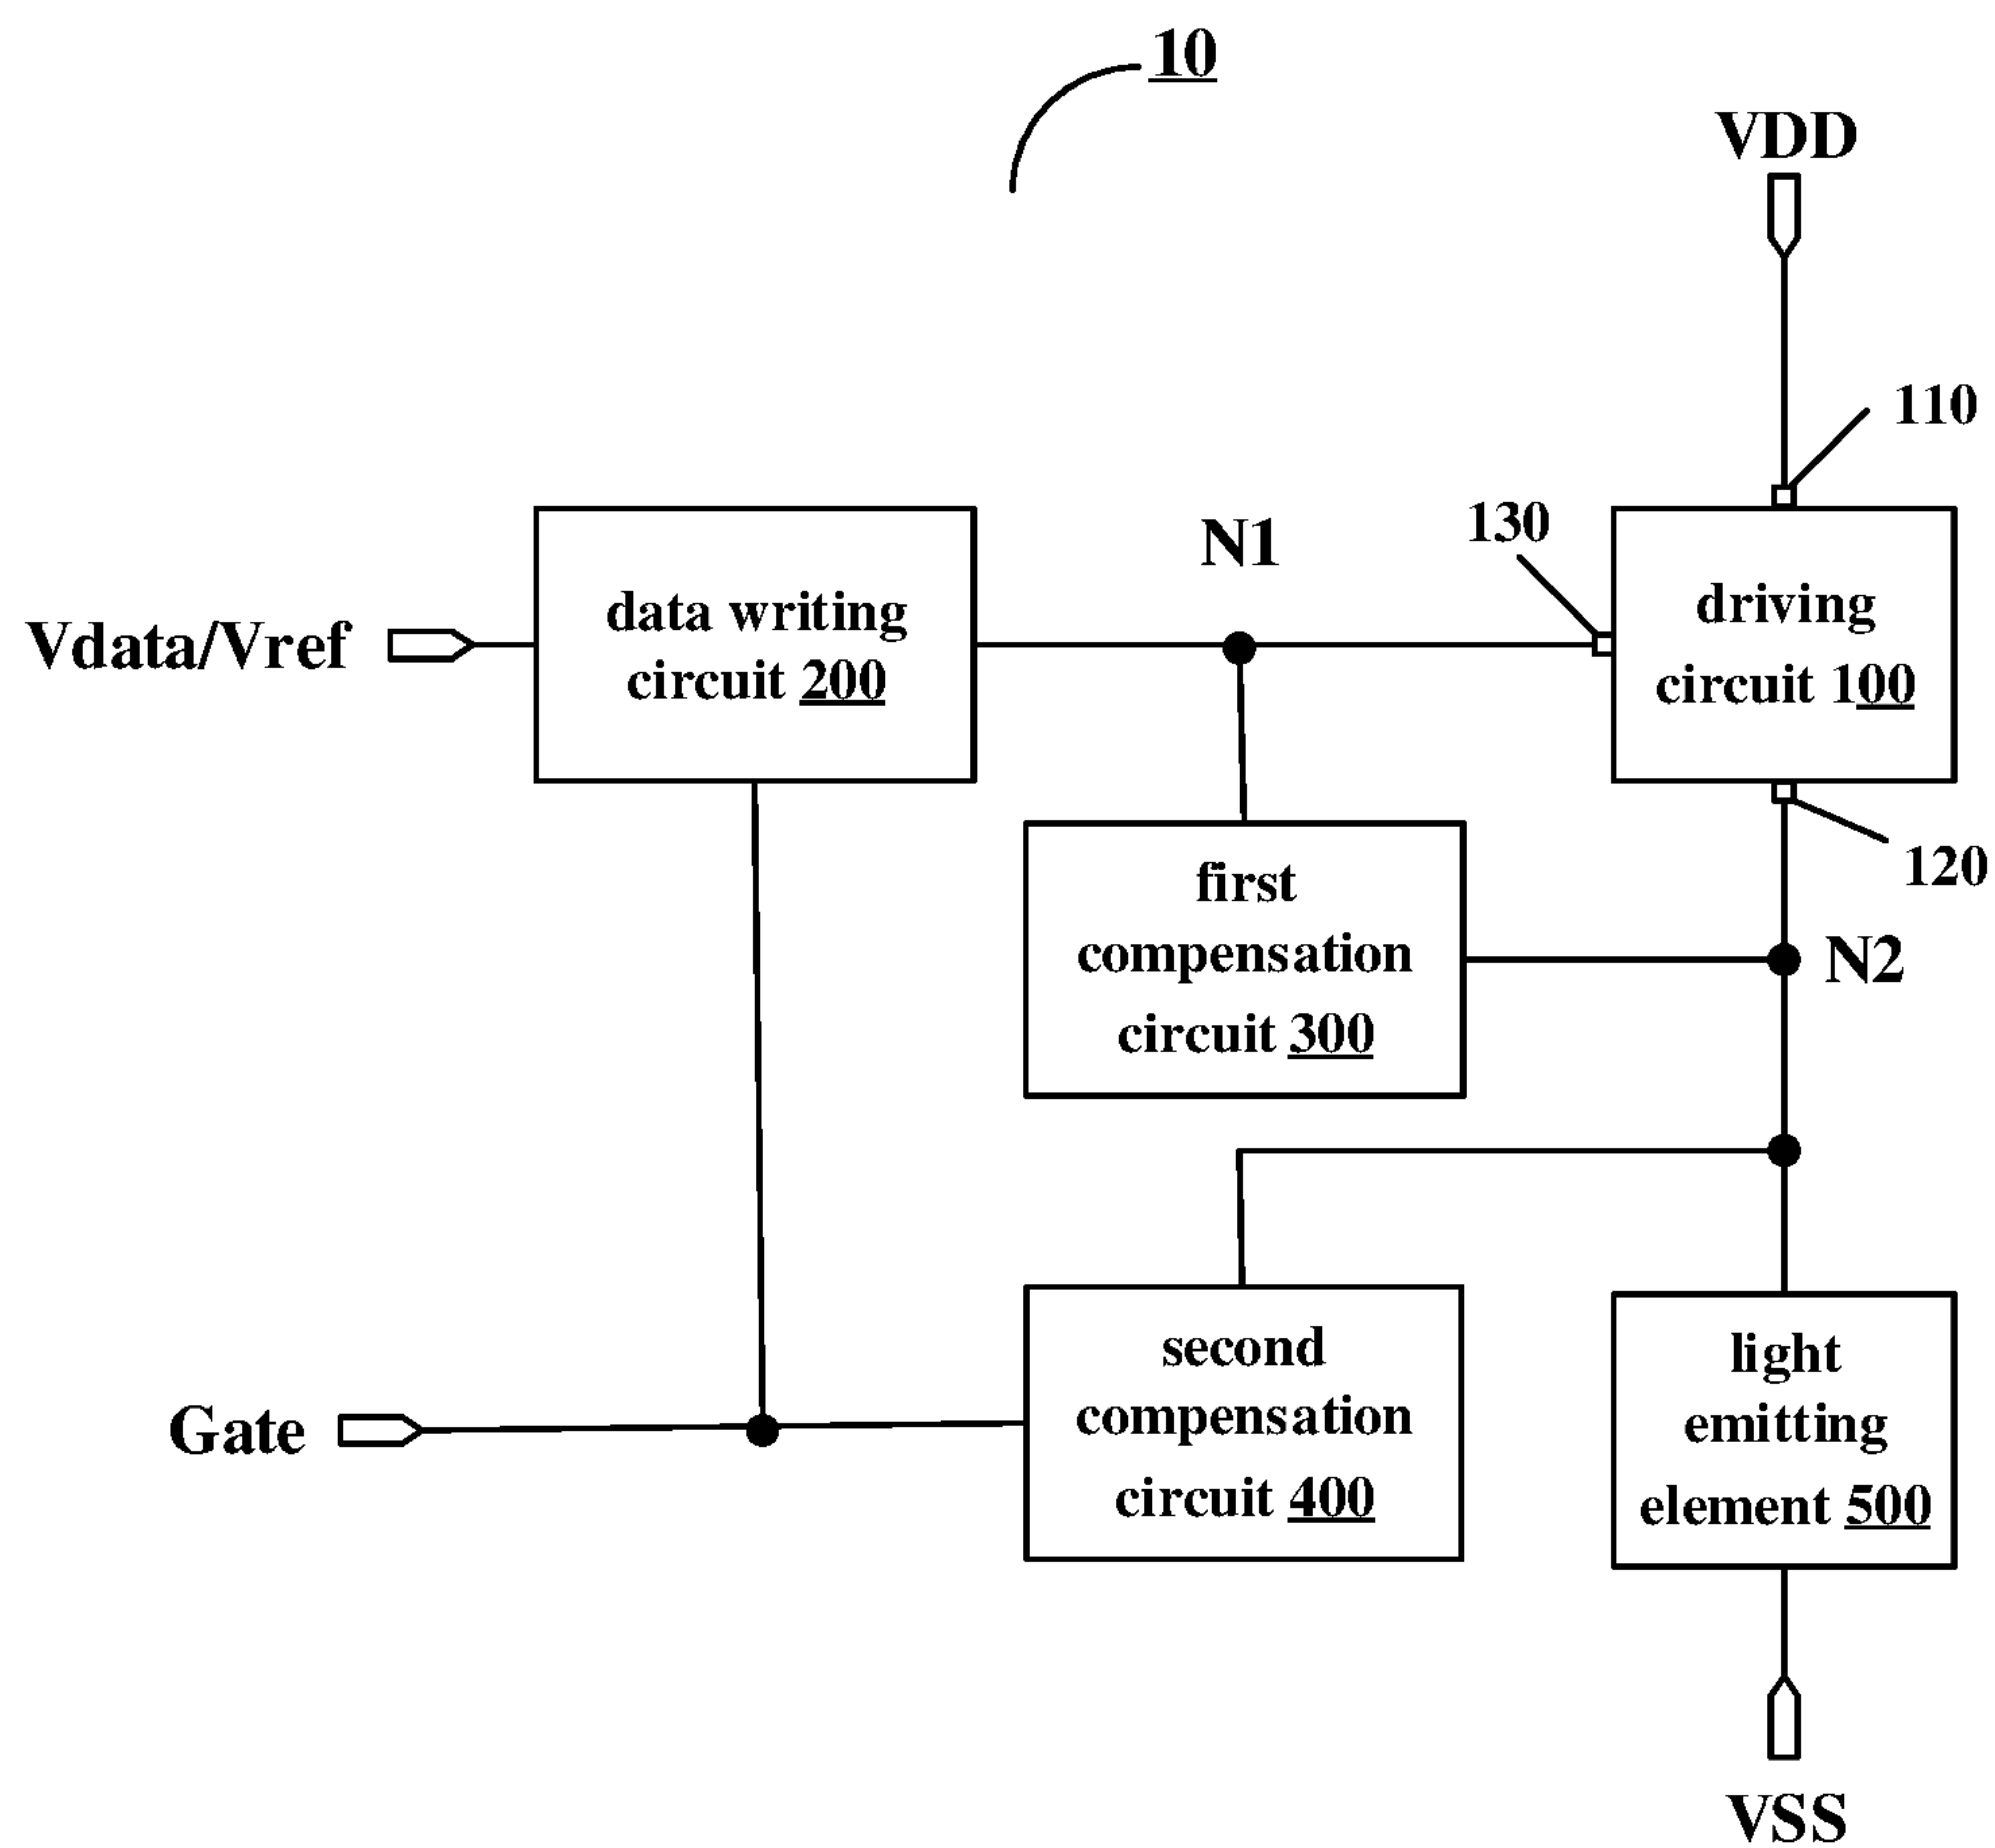 10
VDD
110
130
N1
data writing
circuit 200
driving
circuit 100
Vdata/Vref
120
first
compensation
circuit 300
N2
second
compensation
circuit 400
light
emitting
element 500
Gate
VSS